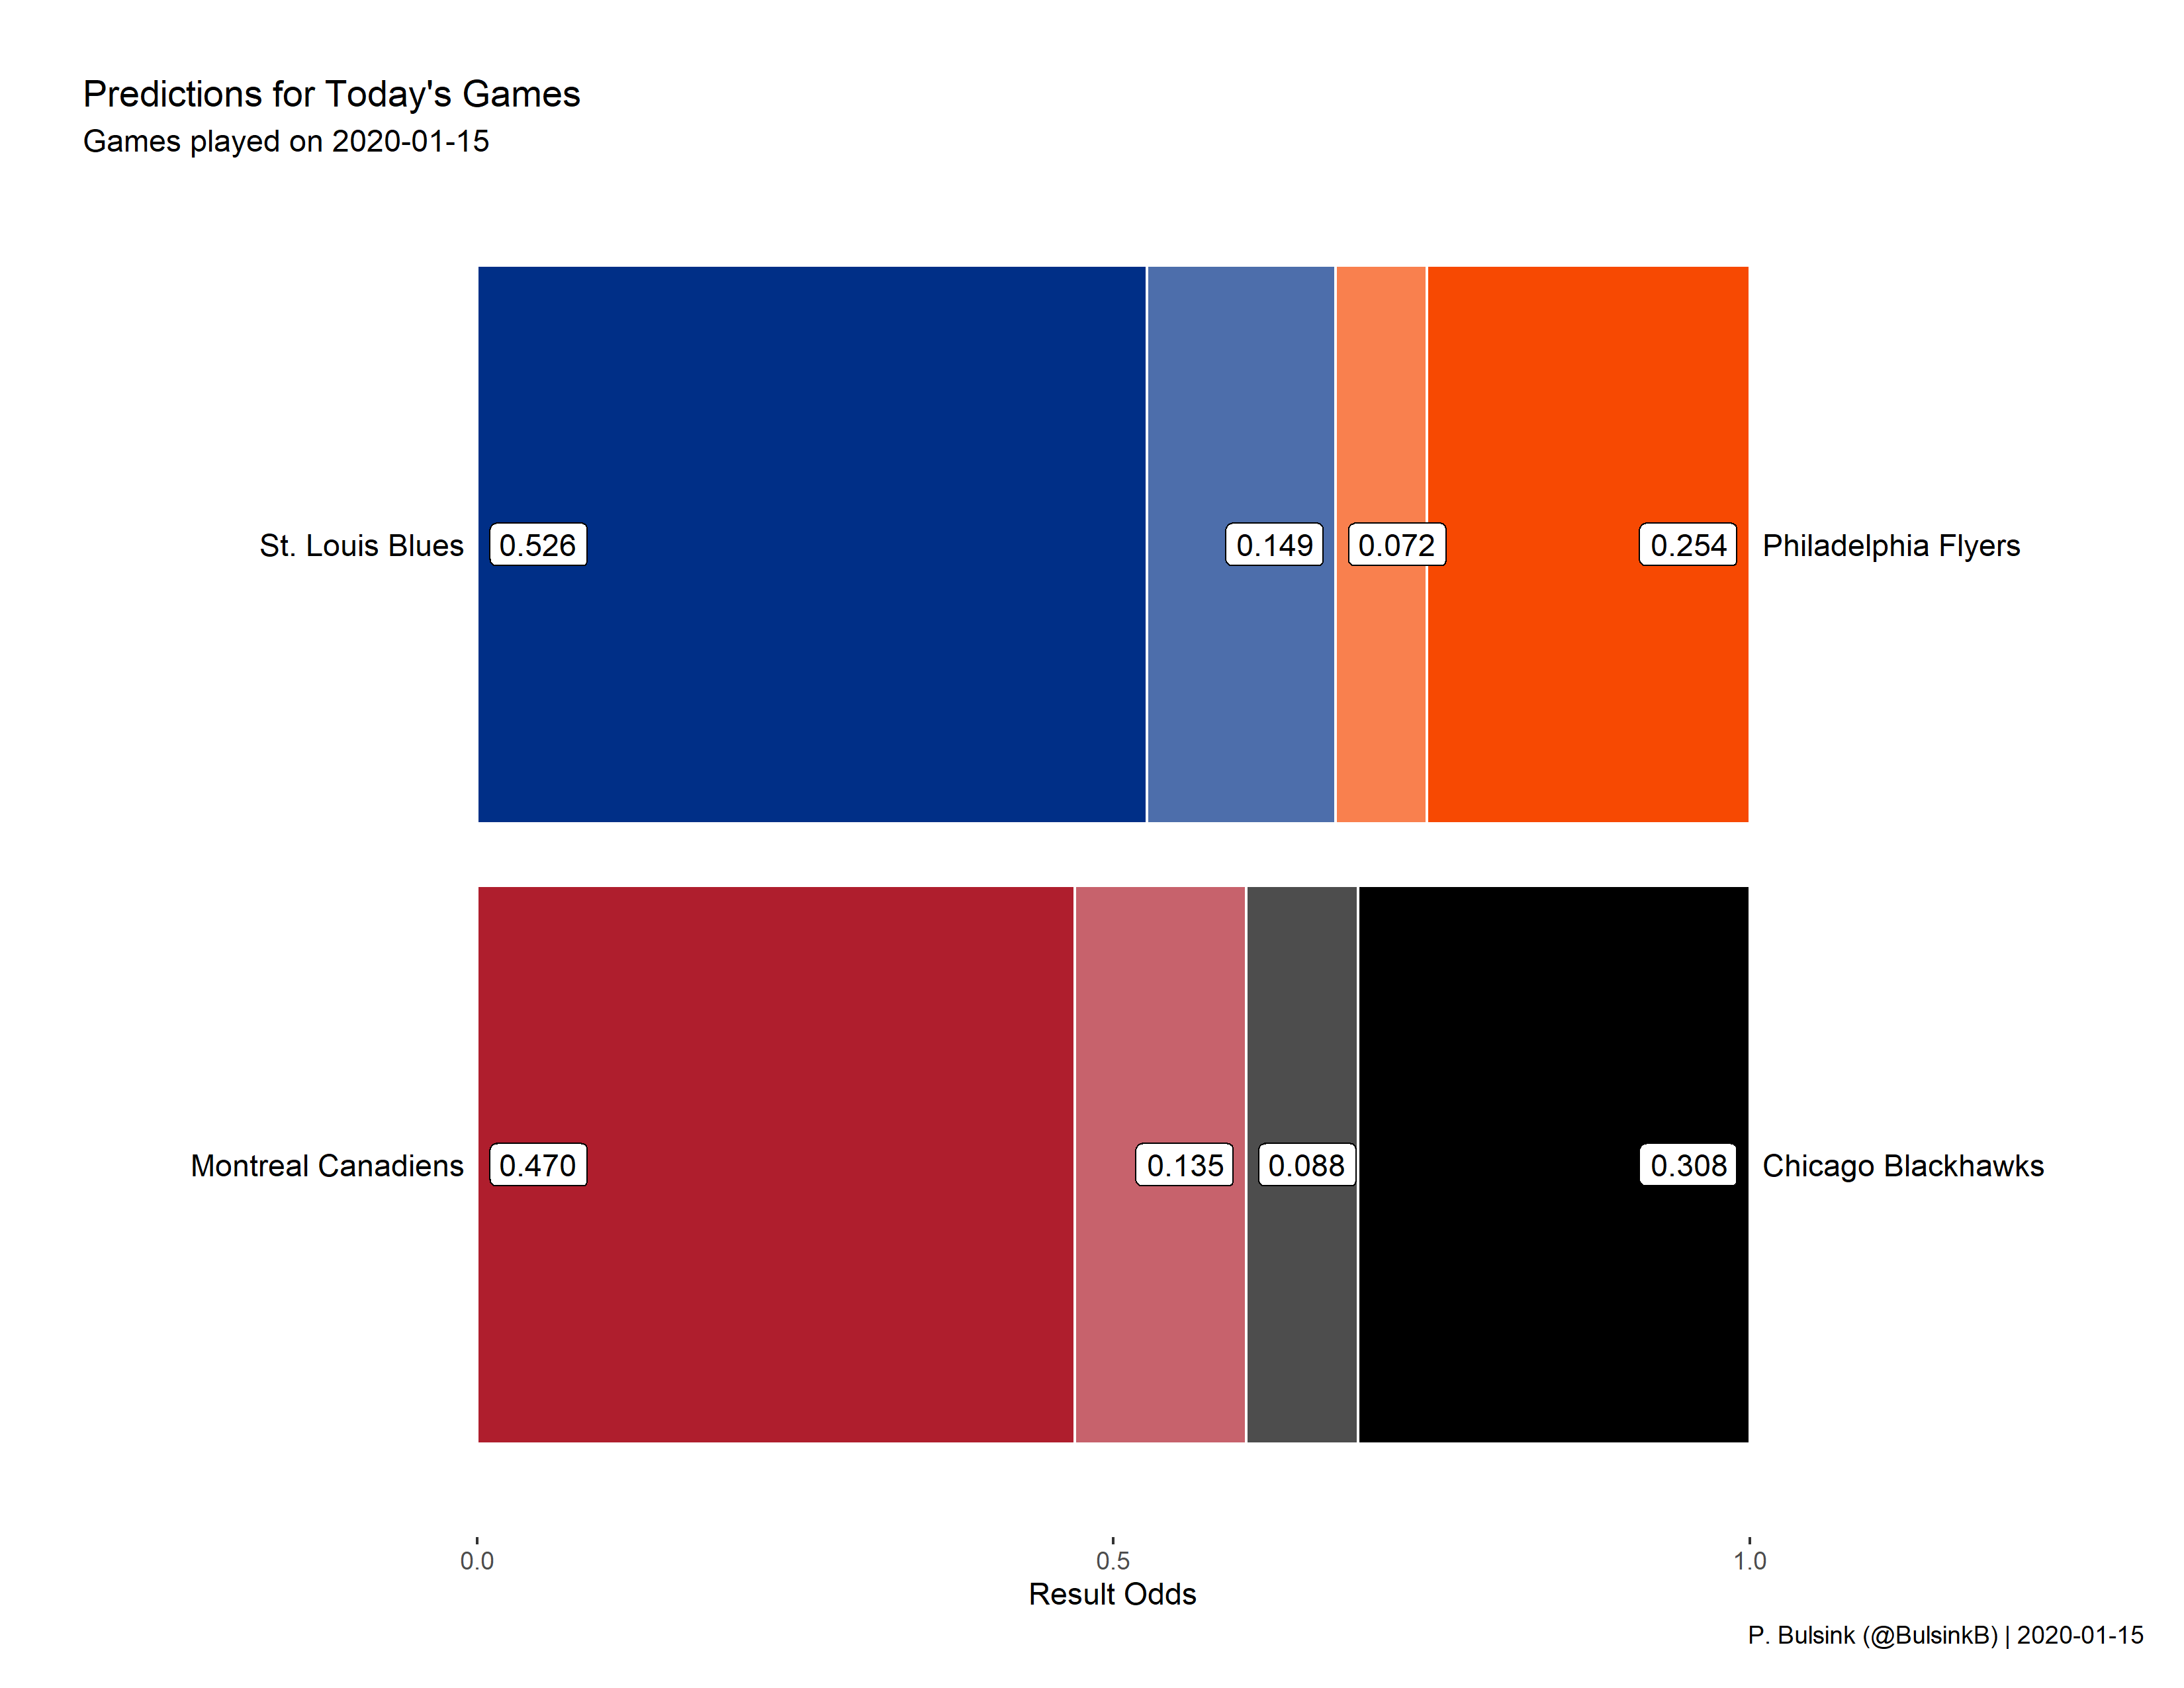 Predictions for Today's Games
Games played on 2020-01-15
St. Louis Blues 0.526 0.149 0.072 0.254 Philadelphia Flyers
Montreal Canadiens 0.470 0.135 0.088 0.308 Chicago Blackhawks
0.0 0.5 1.0
Result Odds
P. Bulsink (@BulsinkB) | 2020-01-15